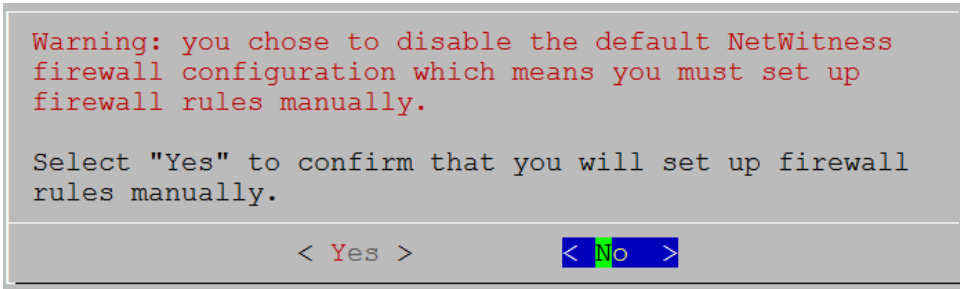 Warning: you chose to disable the default NetWitness
firewall configuration which means you must set up
firewall rules manually.
Select "Yes" to confirm that you will set up firewall
rules manually.
< Yes > < No >